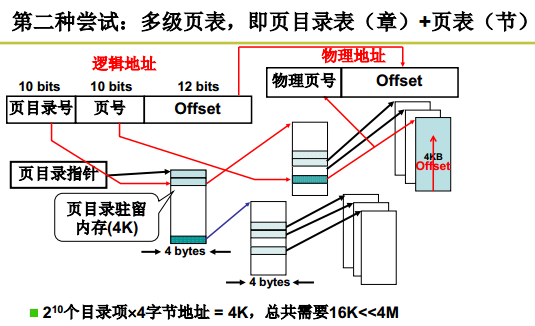 第二种尝试：多级页表，即页目录表（章）+页表（节）
逻辑地址
物理地址
10 bits 10 bits 12 bits
页目录号 页号 Offset
物理页号 Offset
页目录指针
页目录驻留
内存(4K)
4KB
Offset
4 bytes
4 bytes
2¹⁰个目录项×4字节地址 = 4K，总共需要16K<<4M